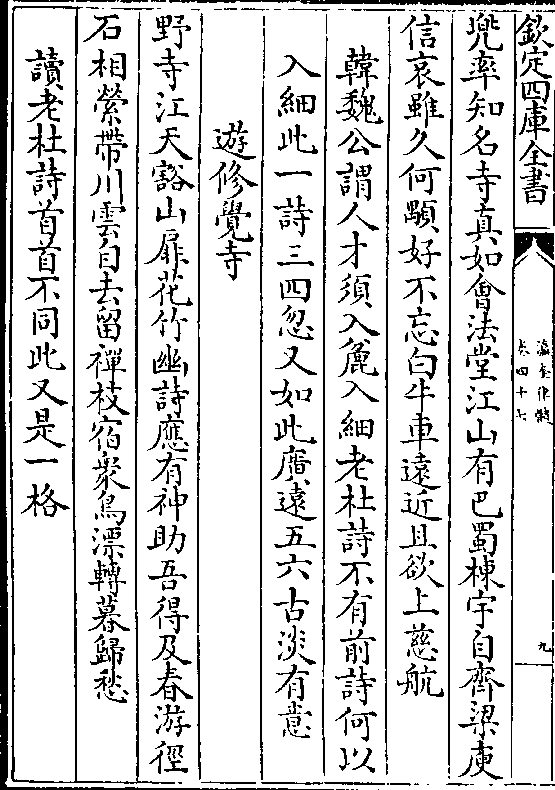 欽定四庫全書
瀛奎律髓
卷四十七
九
兜率知名寺真如會法堂江山有巴蜀棟宇自齊梁庾
信哀雖久何顒好不忘白牛車遠近且欲上慈航
韓魏公謂人才須入麄入細老杜詩不有前詩何以
入細此一詩三四忽又如此廣遠五六古淡有意
遊修覺寺
野寺江天豁山扉花竹幽詩應有神助吾得及春游徑
石相縈帶川雲自去留禪枝宿衆鳥漂轉暮歸愁
讀老杜詩首首不同此又是一格